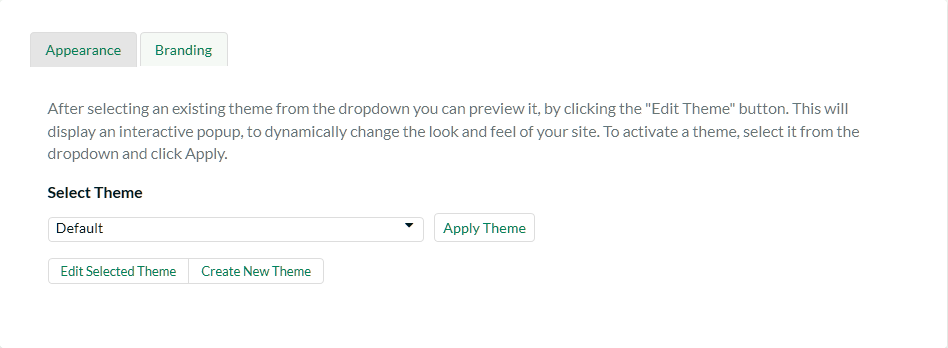 Appearance Branding
After selecting an existing theme from the dropdown you can preview it, by clicking the "Edit Theme" button. This will
display an interactive popup, to dynamically change the look and feel of your site. To activate a theme, select it from the
dropdown and click Apply.
Select Theme
Default Apply Theme
Edit Selected Theme Create New Theme